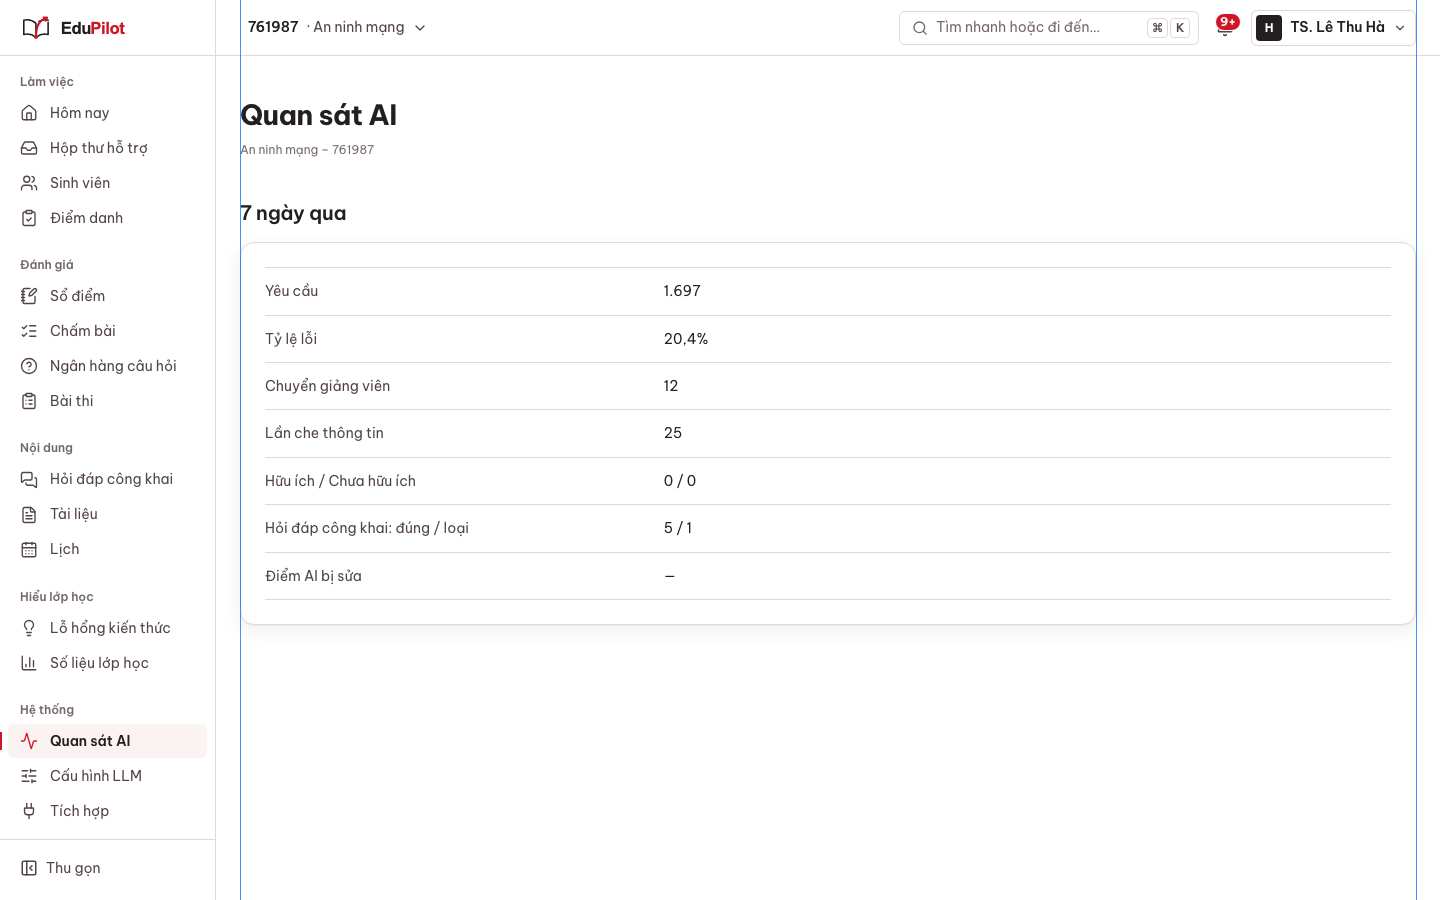 EduPilot
761987 · An ninh mạng
Tìm nhanh hoặc đi đến...
⌘ K
9+
H
TS. Lê Thu Hà
Làm việc
Hôm nay
Hộp thư hỗ trợ
Sinh viên
Điểm danh
Đánh giá
Sổ điểm
Chấm bài
Ngân hàng câu hỏi
Bài thi
Nội dung
Hỏi đáp công khai
Tài liệu
Lịch
Hiểu lớp học
Lỗ hổng kiến thức
Số liệu lớp học
Hệ thống
Quan sát AI
Cấu hình LLM
Tích hợp
Thu gọn
Quan sát AI
An ninh mạng – 761987
7 ngày qua
Yêu cầu 1.697
Tỷ lệ lỗi 20,4%
Chuyển giảng viên 12
Lần che thông tin 25
Hữu ích / Chưa hữu ích 0 / 0
Hỏi đáp công khai: đúng / loại 5 / 1
Điểm AI bị sửa —